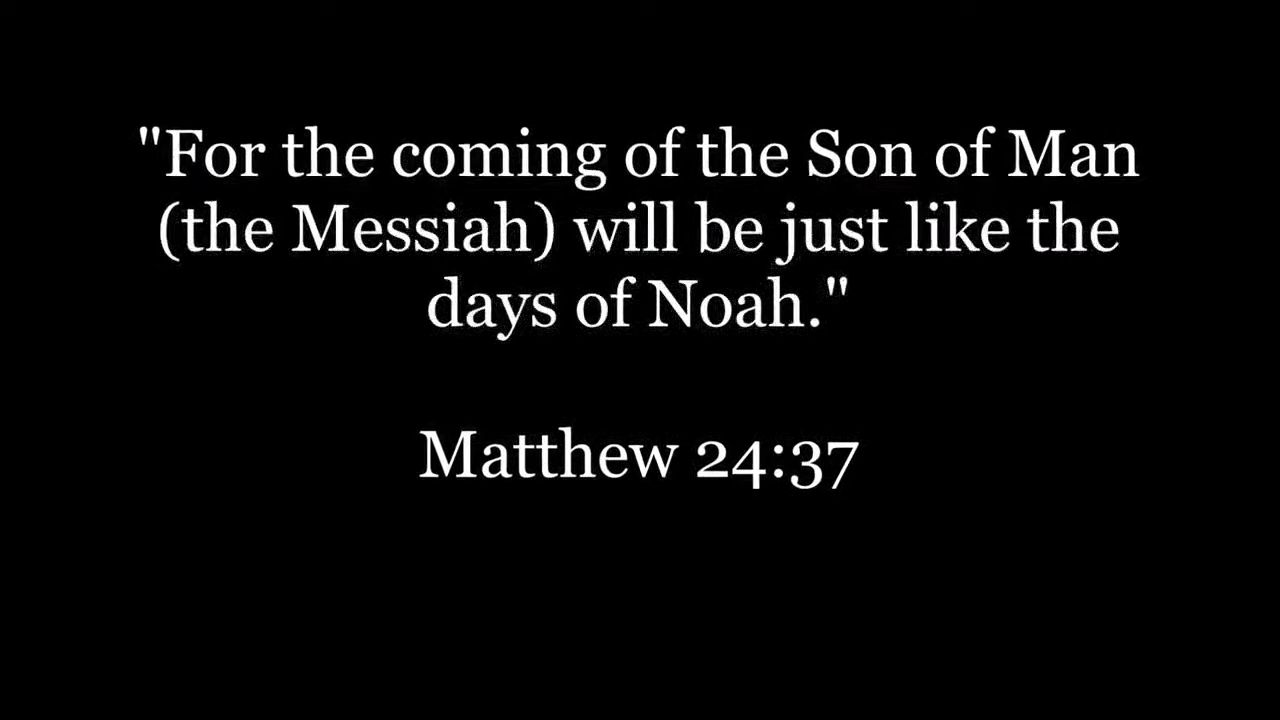 "For the coming of the Son of Man
(the Messiah) will be just like the
days of Noah."
Matthew 24:37